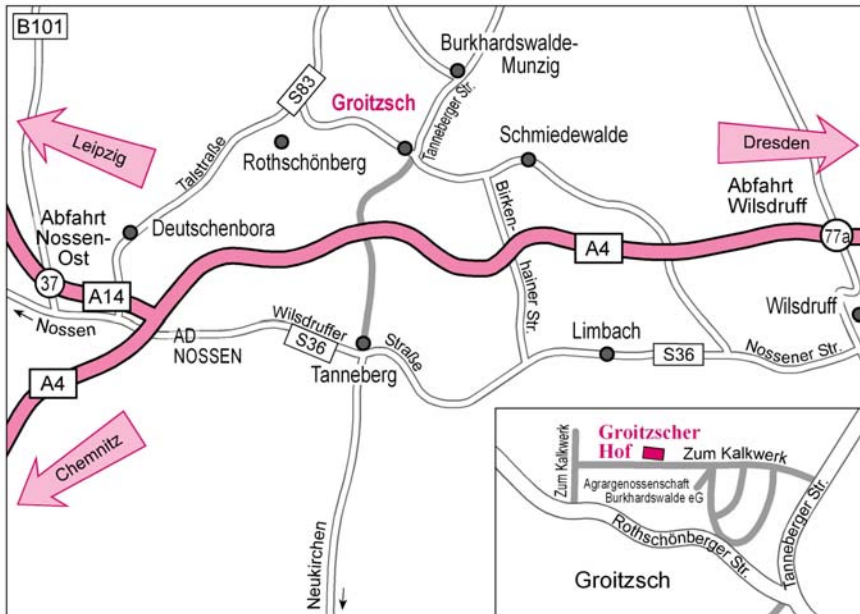 B101
Burkhardswalde-
Munzig
S83
Groitzsch
Tanneberger Str.
Leipzig
Talstraße
Rothschönberg
Schmiedewalde
Dresden
Abfahrt
Wilsdruff
Abfahrt
Nossen-
Ost
Deutschenbora
Birken-
hainer Str.
A4
77a
37
A14
Nossen
AD
NOSSEN
Wilsdruffer
Straße
S36
Tanneberg
Limbach
S36
Nossener Str.
Wilsdruff
A4
Chemnitz
Neukirchen
Groitzscher
Hof
Zum Kalkwerk
Zum Kalkwerk
Agrargenossenschaft
Burkhardswalde eG
Rothschönberger Str.
Tanneberger Str.
Groitzsch